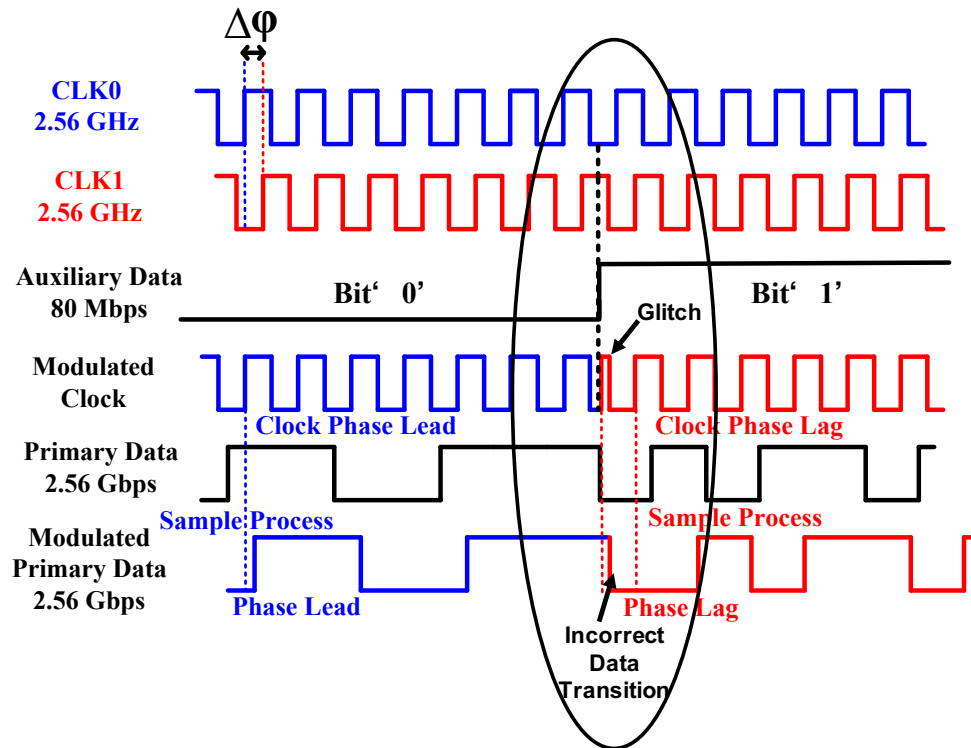 Δφ
CLK0
2.56 GHz
CLK1
2.56 GHz
Auxiliary Data
80 Mbps
Bit‘ 0’
Bit‘ 1’
Glitch
Modulated
Clock
Clock Phase Lead
Clock Phase Lag
Primary Data
2.56 Gbps
Sample Process
Sample Process
Modulated
Primary Data
2.56 Gbps
Phase Lead
Phase Lag
Incorrect
Data
Transition